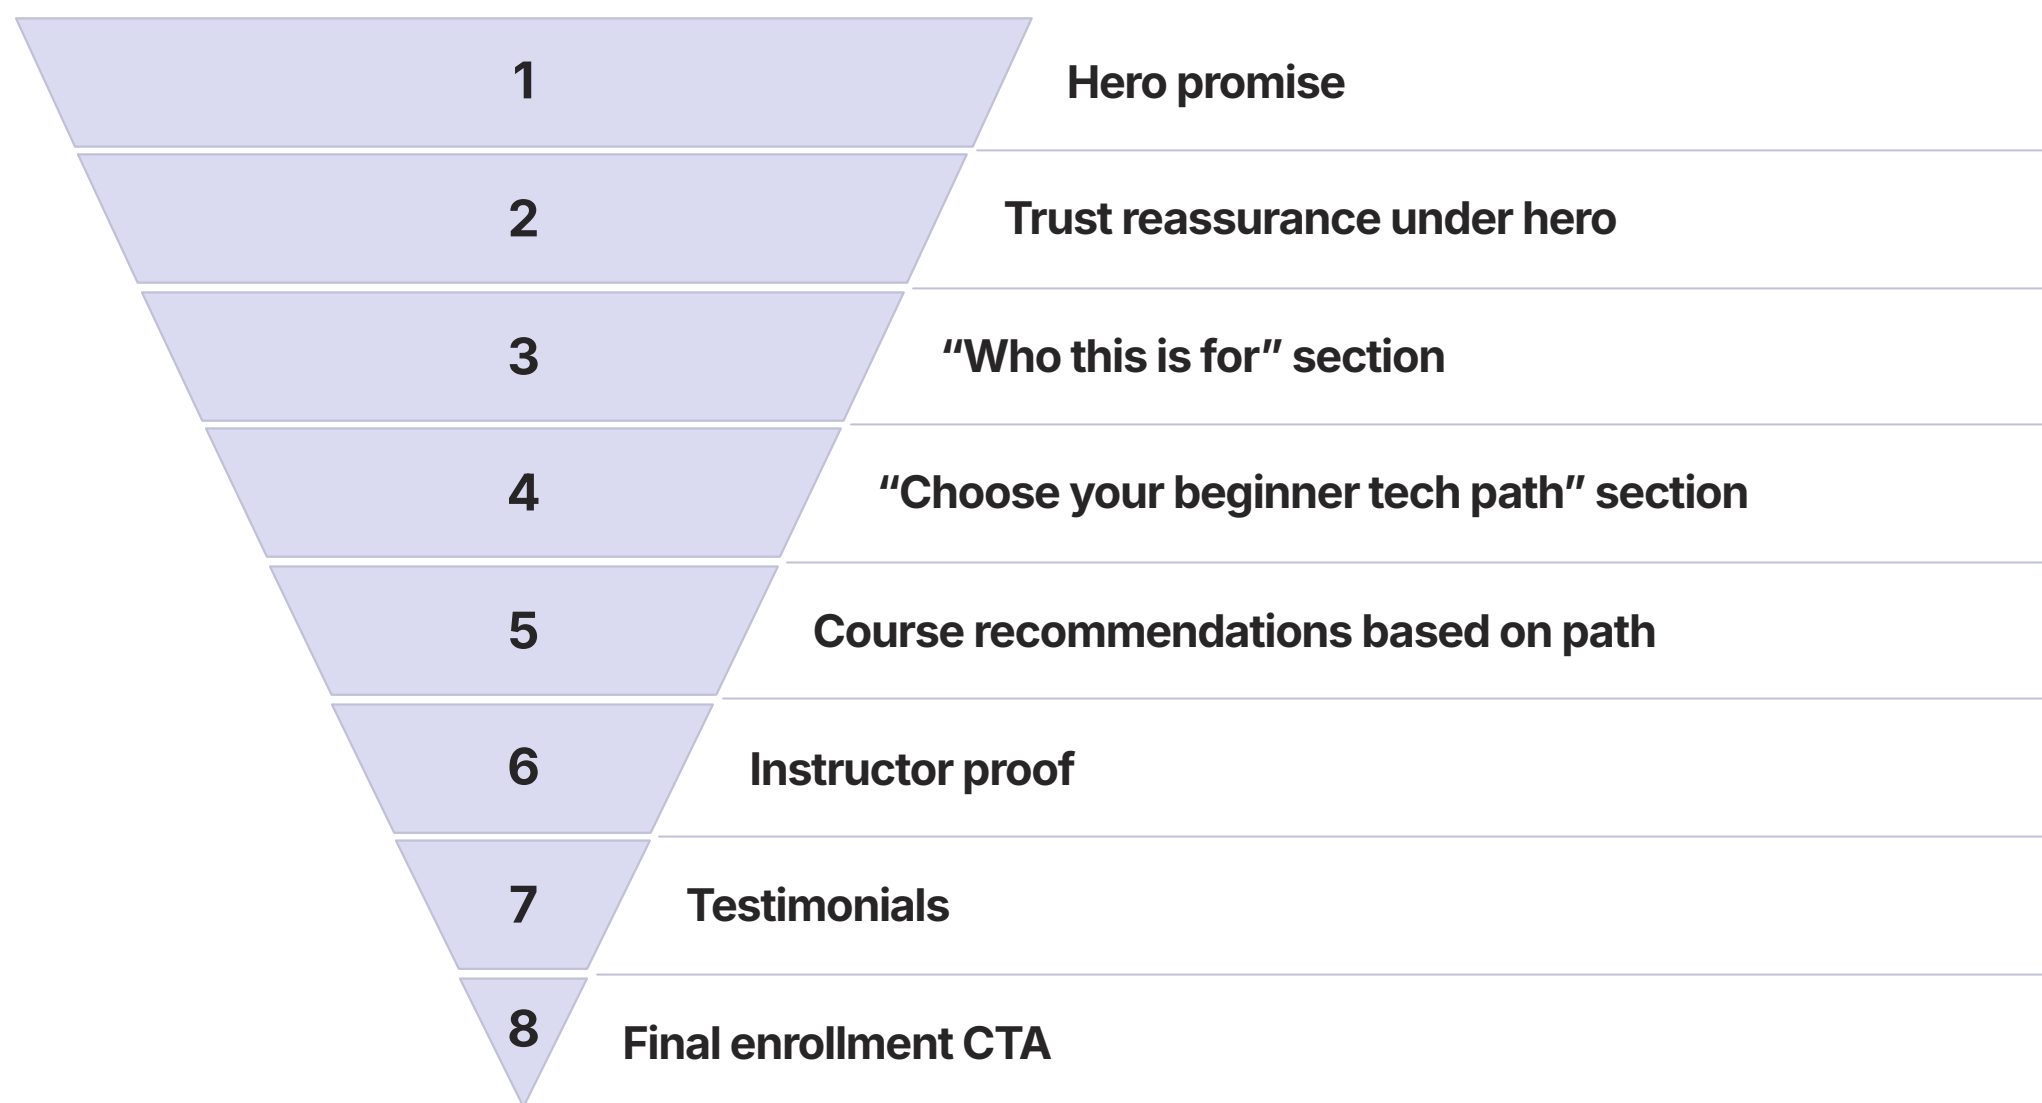 1
Hero promise
2
Trust reassurance under hero
3
“Who this is for” section
4
“Choose your beginner tech path” section
5
Course recommendations based on path
6
Instructor proof
7
Testimonials
8
Final enrollment CTA